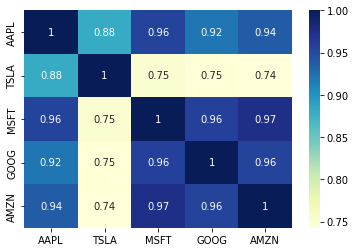 AAPL 1 0.88 0.96 0.92 0.94
TSLA 0.88 1 0.75 0.75 0.74
MSFT 0.96 0.75 1 0.96 0.97
GOOG 0.92 0.75 0.96 1 0.96
AMZN 0.94 0.74 0.97 0.96 1
AAPL TSLA MSFT GOOG AMZN
1.00
0.95
0.90
0.85
0.80
0.75